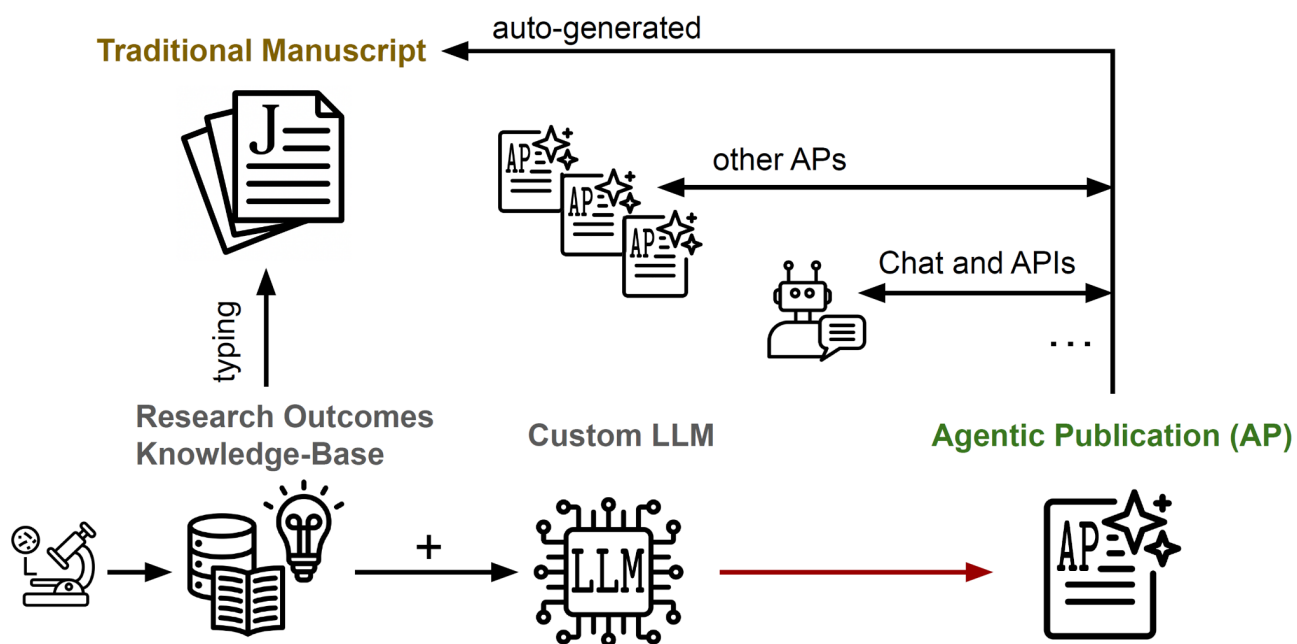 auto-generated
Traditional Manuscript
J
AP
other APs
AP
AP
Chat and APIs
...
typing
Research Outcomes
Knowledge-Base
Custom LLM
Agentic Publication (AP)
+
LLM
AP